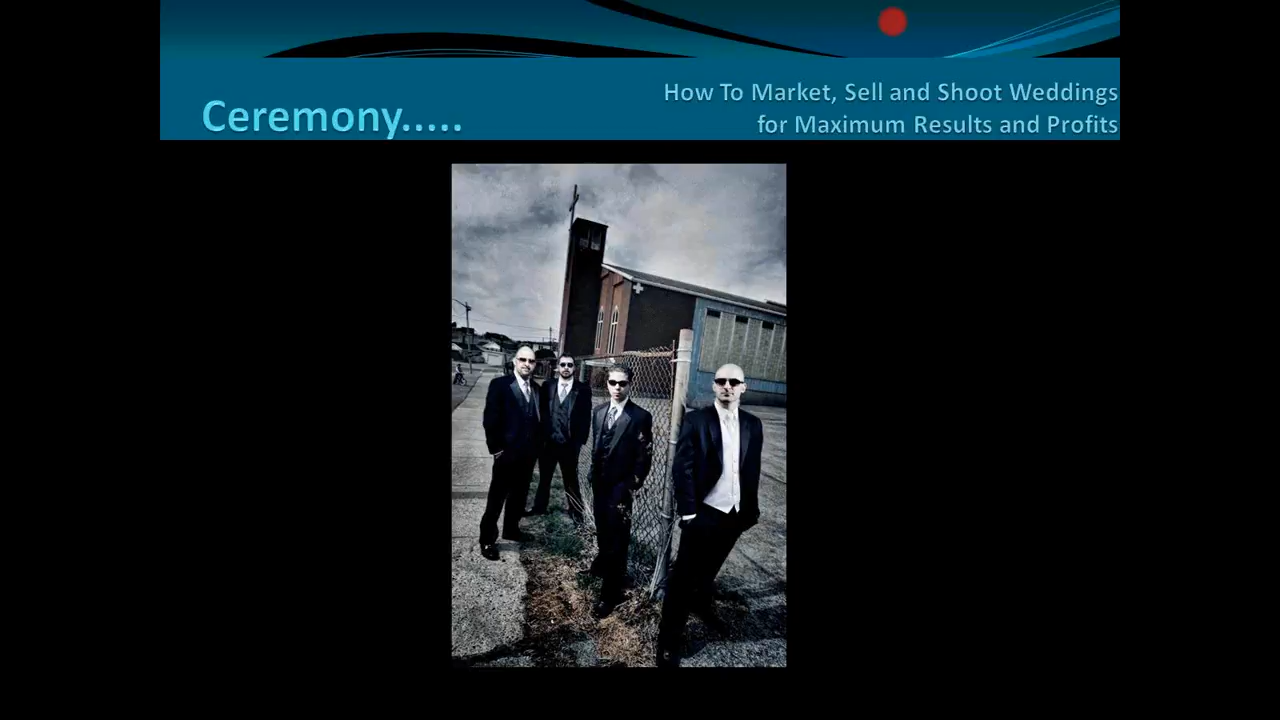 Ceremony.....
How To Market, Sell and Shoot Weddings
for Maximum Results and Profits